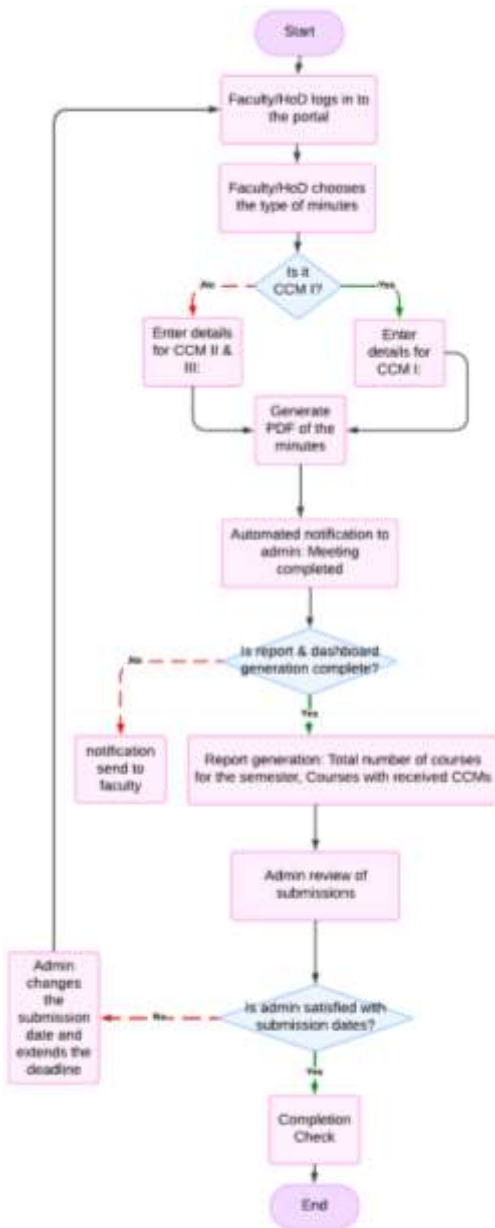 Start
Faculty/HoD logs in to
the portal
Faculty/HoD chooses
the type of minutes
Is it
CCM I?
No
Yes
Enter details
for CCM II &
III:
Enter
details for
CCM I:
Generate
PDF of the
minutes
Automated notification to
admin: Meeting
completed
Is report & dashboard
generation complete?
No
Yes
notification
send to
faculty
Report generation: Total number of courses
for the semester, Courses with received CCMs
Admin review of
submissions
Admin
changes
the
submission
date and
extends the
deadline
No
Is admin satisfied with
submission dates?
Yes
Completion
Check
End